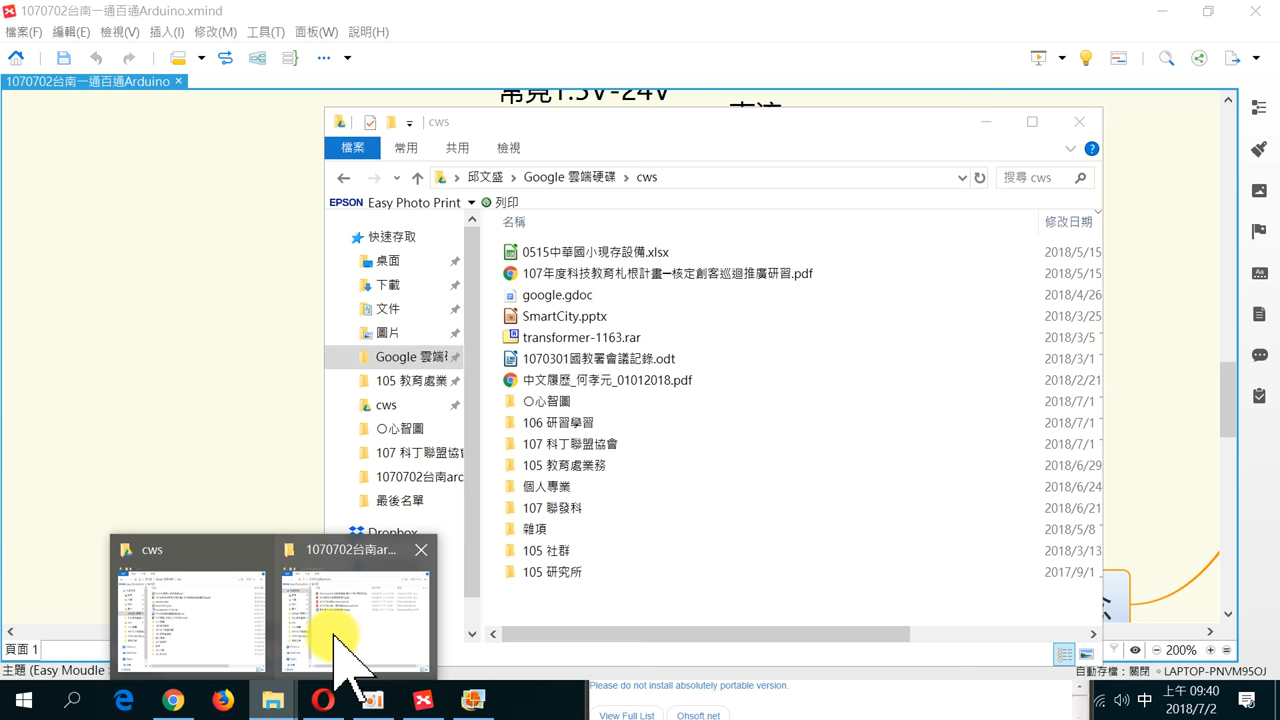 1070702台南一通百通Arduino.xmind
檔案(F) 編輯(E) 檢視(V) 插入(I) 修改(M) 工具(T) 面板(W) 說明(H)
1070702台南一通百通Arduino ×
常見1.5V-24V
cws
檔案 常用 共用 檢視
邱文盛 › Google 雲端硬碟 › cws
搜尋 cws
EPSON Easy Photo Print 列印
名稱 修改日期
快速存取
桌面
下載
文件
圖片
Google 雲端硬
105 教育處業
cws
〇心智圖
107 科丁聯盟協會
1070702台南arc
最後名單
Dropbox
0515中華國小現存設備.xlsx 2018/5/15
107年度科技教育札根計畫─核定創客巡迴推廣研習.pdf 2018/5/15
google.gdoc 2018/4/26
SmartCity.pptx 2018/3/25
transformer-1163.rar 2018/3/5
1070301國教署會議記錄.odt 2018/3/1
中文履歷_何孝元_01012018.pdf 2018/2/21
〇心智圖 2018/7/1
106 研習學習 2018/7/1
107 科丁聯盟協會 2018/7/1
105 教育處業務 2018/6/29
個人專業 2018/6/24
107 聯發科 2018/6/21
雜項 2018/5/8
105 社群 2018/3/13
105 研究所 2017/9/1
cws
1070702台南ar...
頁面 1
200%
主題 (Easy Moudle
自動存檔: 關閉 LAPTOP-PNVM95OJ
Please do not install absolutely portable version.
View Full List Ohsoft.net
中
上午 09:40
2018/7/2